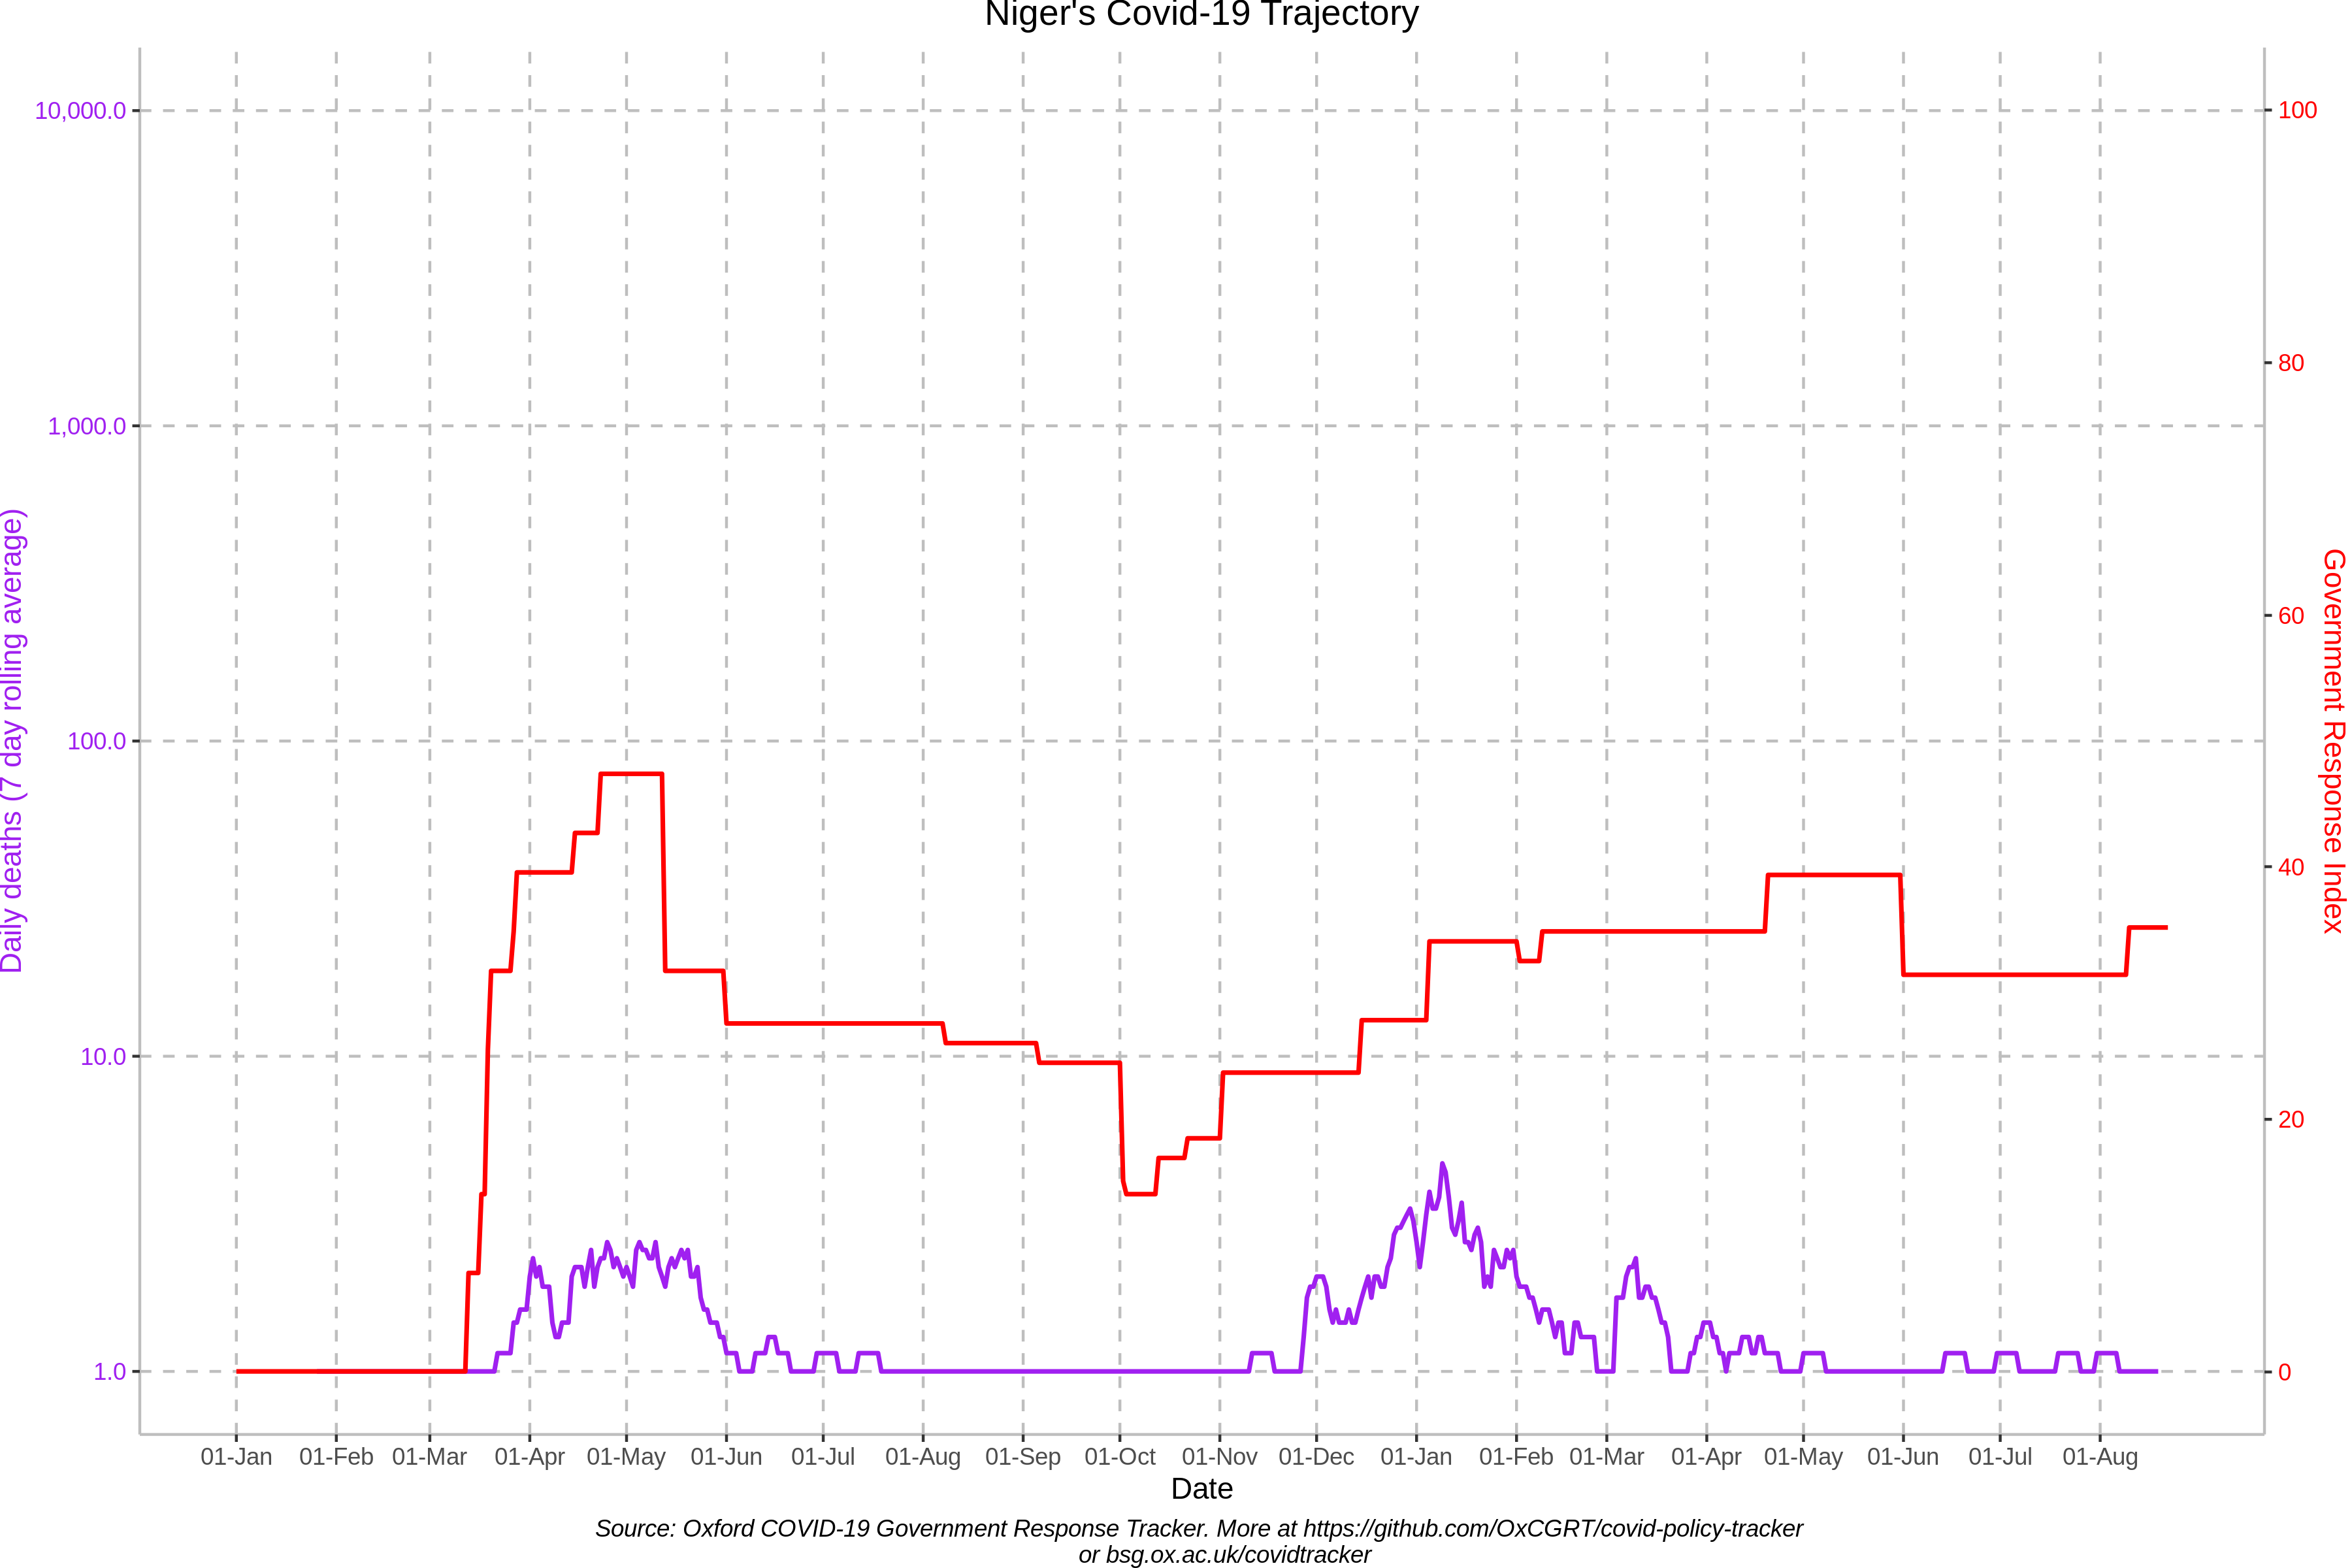 Niger's Covid-19 Trajectory
10,000.0
1,000.0
100.0
10.0
1.0
Daily deaths (7 day rolling average)
100
80
60
40
20
0
Government Response Index
01-Jan 01-Feb 01-Mar 01-Apr 01-May 01-Jun 01-Jul 01-Aug 01-Sep 01-Oct 01-Nov 01-Dec 01-Jan 01-Feb 01-Mar 01-Apr 01-May 01-Jun 01-Jul 01-Aug
Date
Source: Oxford COVID-19 Government Response Tracker. More at https://github.com/OxCGRT/covid-policy-tracker
or bsg.ox.ac.uk/covidtracker